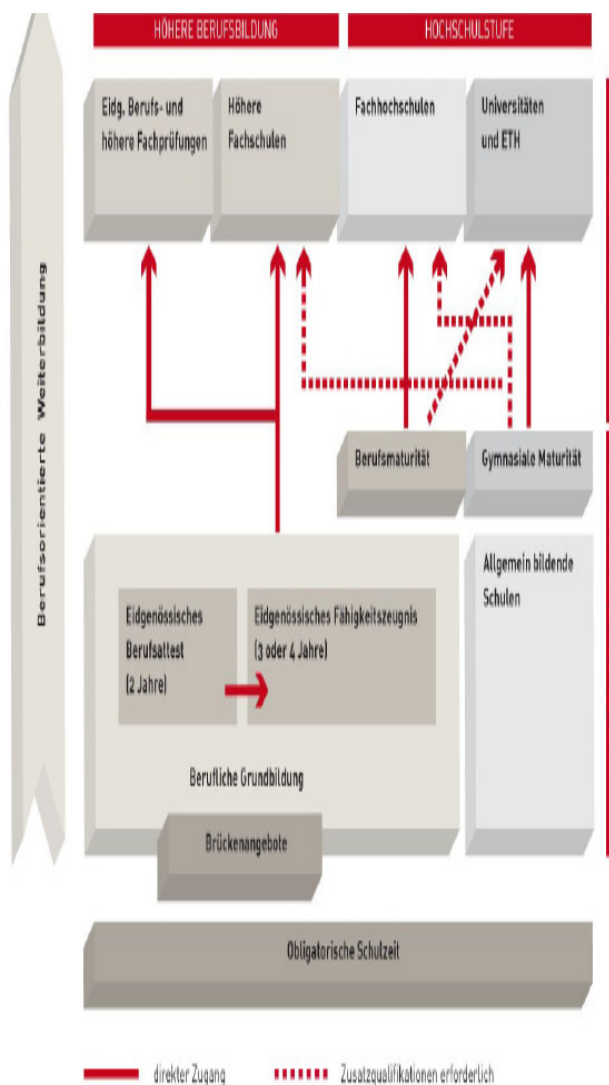 HÖHERE BERUFSBILDUNG
HOCHSCHULSTUFE
Eidg. Berufs- und
höhere Fachprüfungen
Höhere
Fachschulen
Fachhochschulen
Universitäten
und ETH
Berufsorientierte Weiterbildung
Berufsmaturität
Gymnasiale Maturität
Allgemein bildende
Schulen
Eidgenössisches
Berufsattest
(2 Jahre)
Eidgenössisches Fähigkeitszeugnis
(3 oder 4 Jahre)
Berufliche Grundbildung
Brückenangebote
Obligatorische Schulzeit
direkter Zugang
Zusatzqualifikationen erforderlich